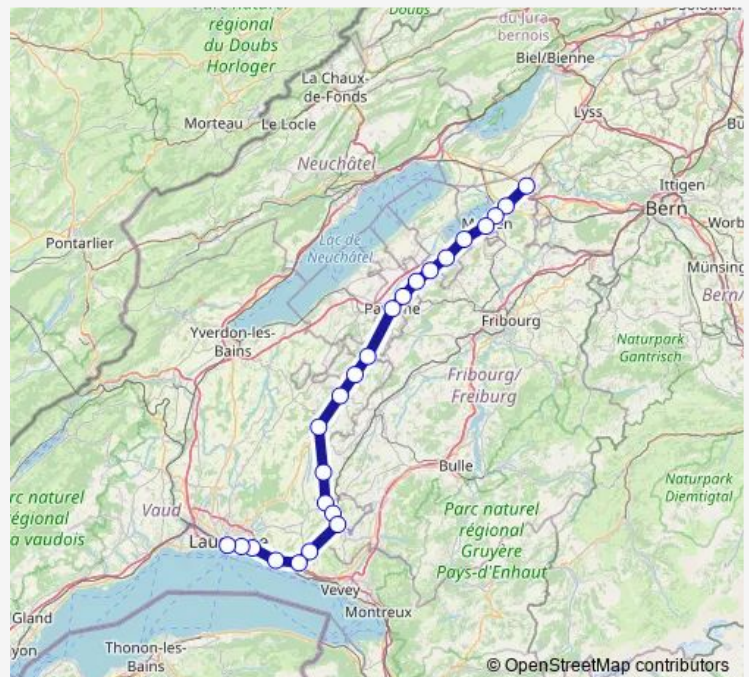 Doubs
régional
du Doubs
Horloger
du Jura
bernois
Biel/Bienne
La Chaux-
de-Fonds
Lyss
Morteau
Le Locle
Neuchâtel
Ittigen
Bern
Worb
Pontarlier
Lac de
Neuchâtel
Münsing
Bern/
Fribourg
Yverdon-les-
Bains
Naturpark
Gantrisch
Fribourg/
Freiburg
Bulle
Naturpark
Diemtigtal
rc naturel
égional
a vaudois
Vaud
Parc naturel
régional
Gruyère
Pays-d'Enhaut
Vevey
Montreux
Gland
yon
Thonon-les-
Bains
© OpenStreetMap contributors